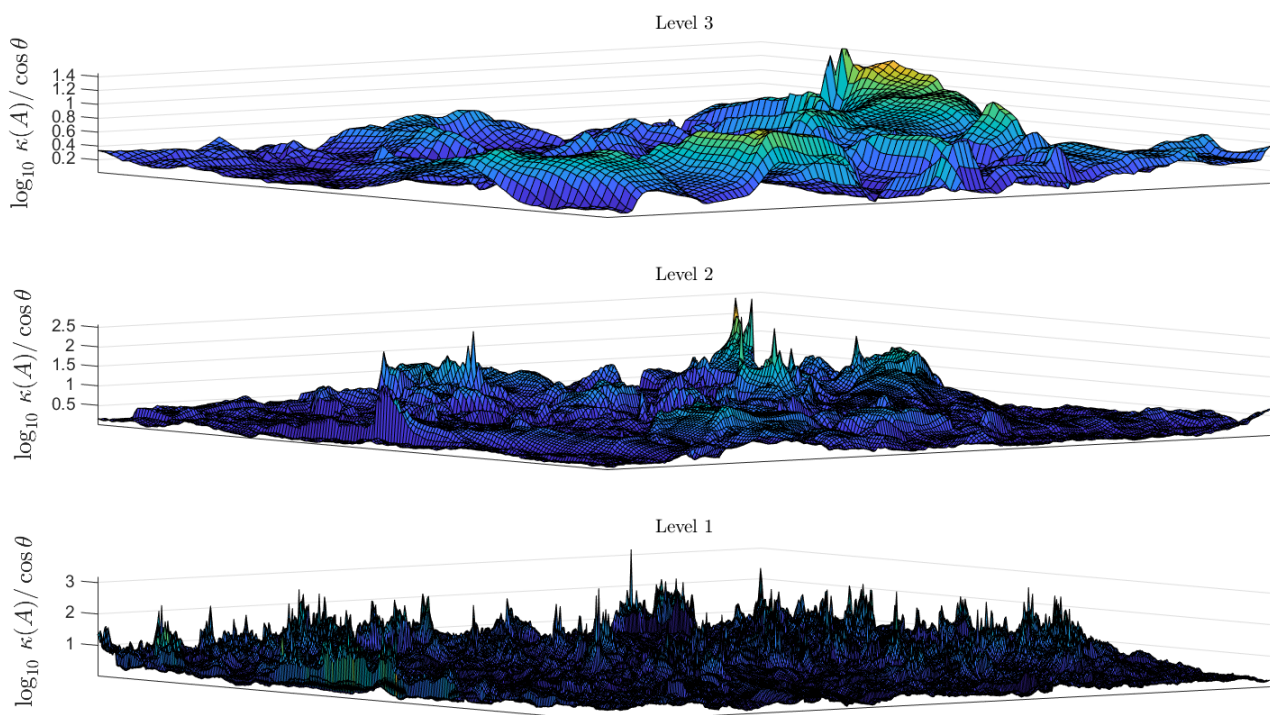 Level 3
log₁₀ κ(A)/ cos θ
1.4
1.2
1
0.8
0.6
0.4
0.2
Level 2
log₁₀ κ(A)/ cos θ
2.5
2
1.5
1
0.5
Level 1
log₁₀ κ(A)/ cos θ
3
2
1